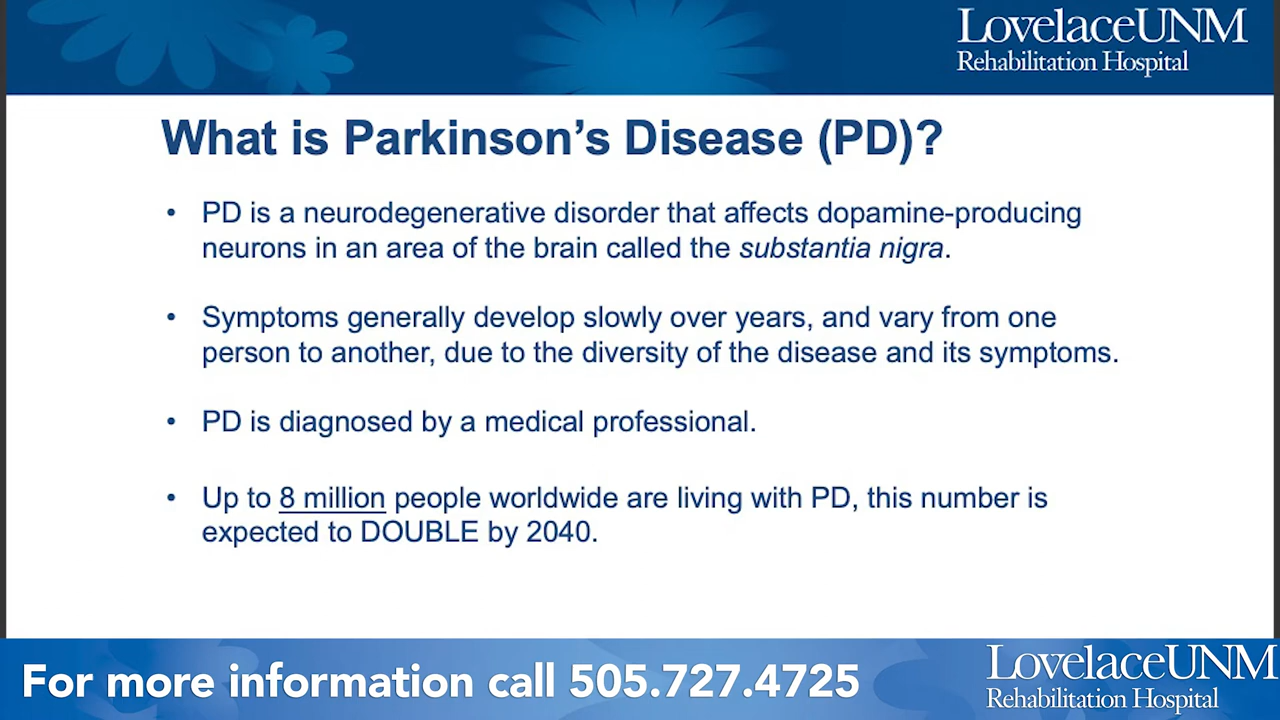 LovelaceUNM
Rehabilitation Hospital
What is Parkinson’s Disease (PD)?
• PD is a neurodegenerative disorder that affects dopamine-producing
neurons in an area of the brain called the substantia nigra.
• Symptoms generally develop slowly over years, and vary from one
person to another, due to the diversity of the disease and its symptoms.
• PD is diagnosed by a medical professional.
• Up to 8 million people worldwide are living with PD, this number is
expected to DOUBLE by 2040.
For more information call 505.727.4725
LovelaceUNM
Rehabilitation Hospital